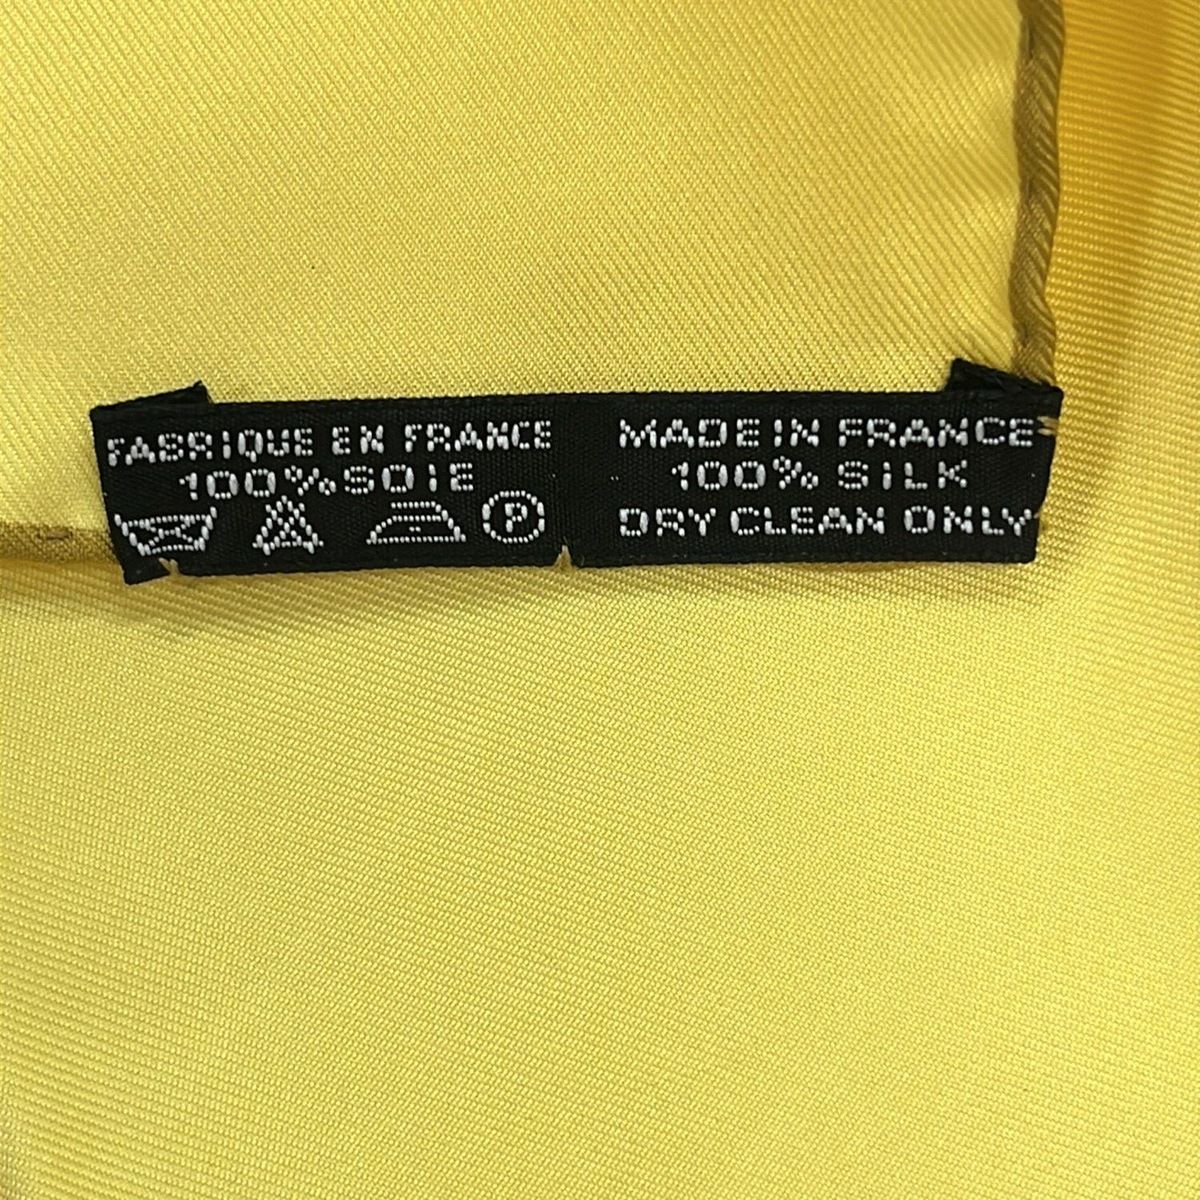 FABRIQUE EN FRANCE
100% SOIE
P
MADE IN FRANCE
100% SILK
DRY CLEAN ONLY